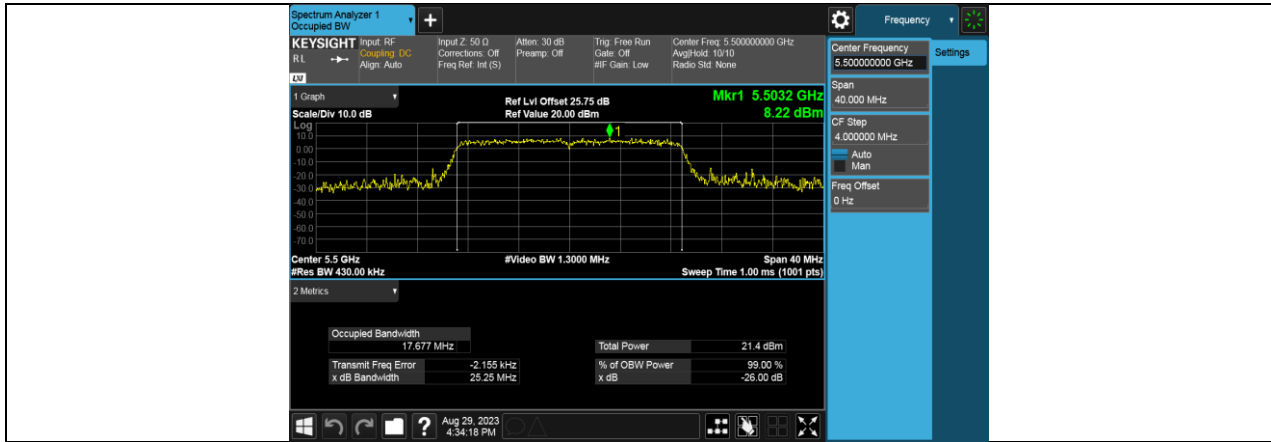 Spectrum Analyzer 1
Occupied BW
+
Frequency
KEYSIGHT
R L
LXI
Input: RF
Coupling: DC
Align: Auto
Input Z: 50 Ω
Corrections: Off
Freq Ref: Int (S)
Atten: 30 dB
Preamp: Off
Trig: Free Run
Gate: Off
#IF Gain: Low
Center Freq: 5.500000000 GHz
Avg|Hold: 10/10
Radio Std: None
Center Frequency
5.500000000 GHz
Settings
Span
40.000 MHz
CF Step
4.000000 MHz
Auto
Man
Freq Offset
0 Hz
1 Graph
Scale/Div 10.0 dB
Ref Lvl Offset 25.75 dB
Ref Value 20.00 dBm
Mkr1 5.5032 GHz
8.22 dBm
Log
1
10.0
0.00
-10.0
-20.0
-30.0
-40.0
-50.0
-60.0
-70.0
Center 5.5 GHz
#Res BW 430.00 kHz
#Video BW 1.3000 MHz
Span 40 MHz
Sweep Time 1.00 ms (1001 pts)
2 Metrics
Occupied Bandwidth
17.677 MHz
Transmit Freq Error -2.155 kHz
x dB Bandwidth 25.25 MHz
Total Power 21.4 dBm
% of OBW Power 99.00 %
x dB -26.00 dB
?
Aug 29, 2023
4:34:18 PM